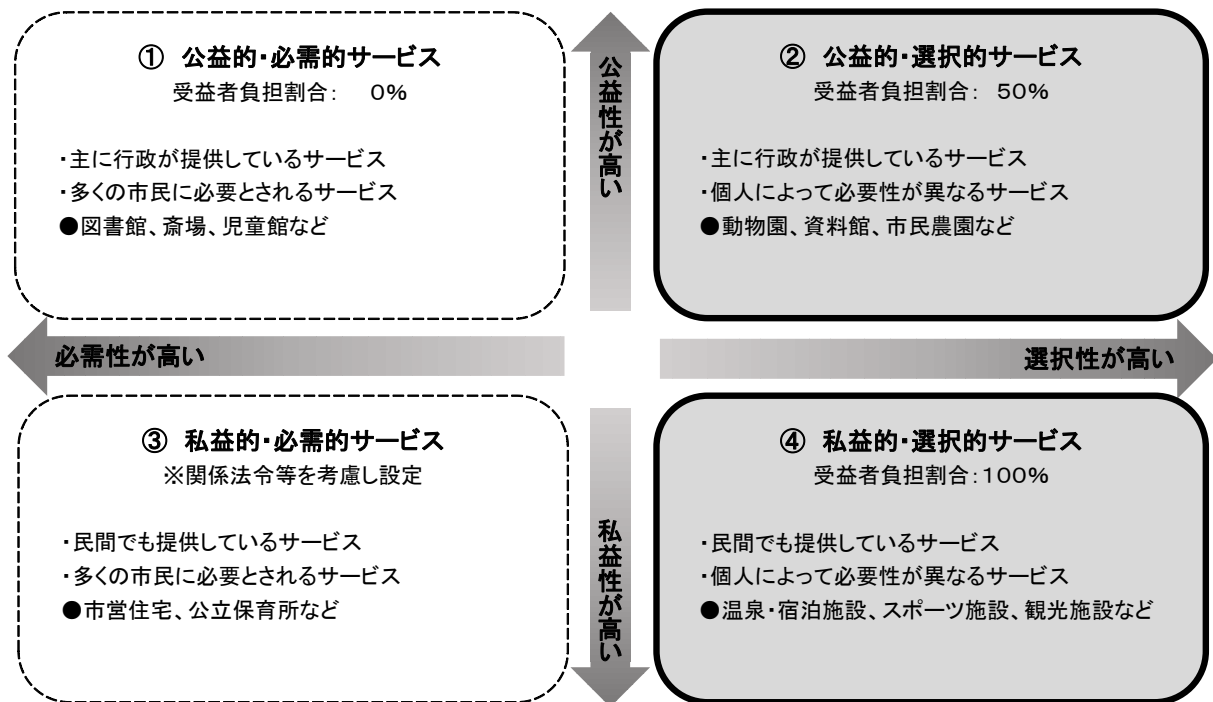 ① 公益的・必需的サービス
受益者負担割合： 0%
・主に行政が提供しているサービス
・多くの市民に必要とされるサービス
●図書館、斎場、児童館など
公益性が高い
② 公益的・選択的サービス
受益者負担割合： 50%
・主に行政が提供しているサービス
・個人によって必要性が異なるサービス
●動物園、資料館、市民農園など
必需性が高い
選択性が高い
③ 私益的・必需的サービス
※関係法令等を考慮し設定
・民間でも提供しているサービス
・多くの市民に必要とされるサービス
●市営住宅、公立保育所など
私益性が高い
④ 私益的・選択的サービス
受益者負担割合：100%
・民間でも提供しているサービス
・個人によって必要性が異なるサービス
●温泉・宿泊施設、スポーツ施設、観光施設など